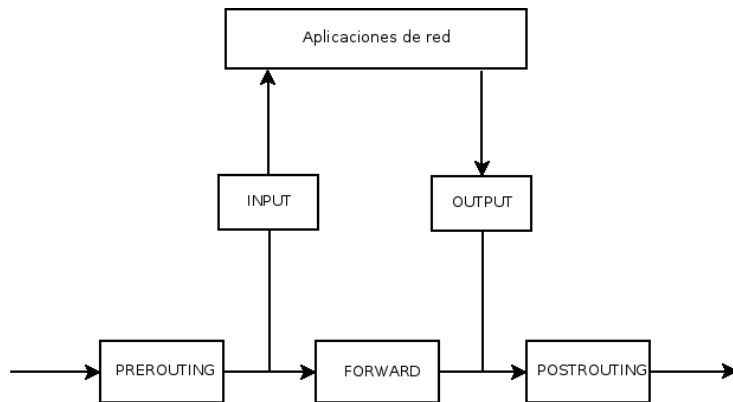 Aplicaciones de red
INPUT
OUTPUT
PREROUTING
FORWARD
POSTROUTING